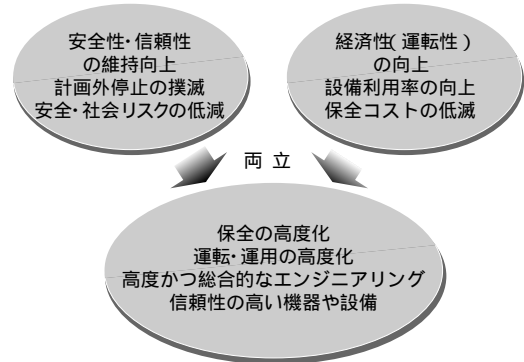 安全性・信頼性
の維持向上
計画外停止の撲滅
安全・社会リスクの低減
経済性(運転性)
の向上
設備利用率の向上
保全コストの低減
両立
保全の高度化
運転・運用の高度化
高度かつ総合的なエンジニアリング
信頼性の高い機器や設備